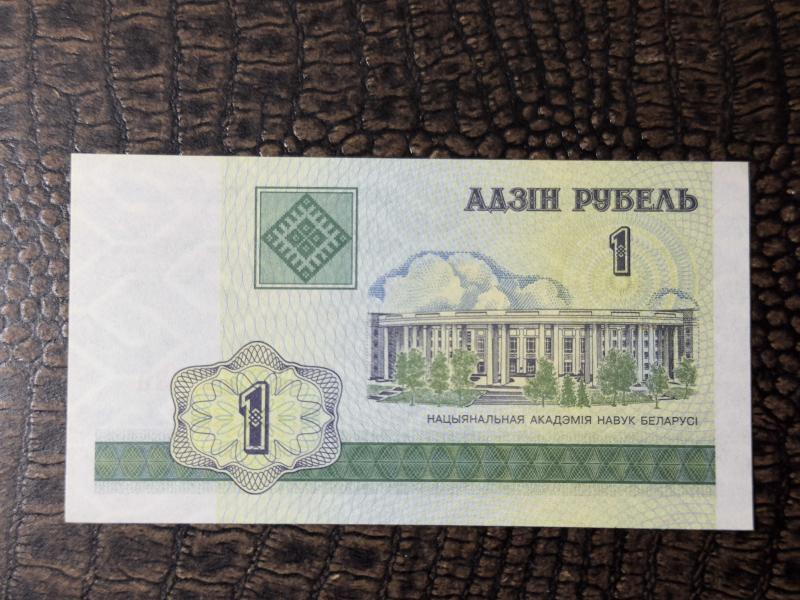 АДЗІН РУБЕЛЬ
1
НАЦЫЯНАЛЬНАЯ АКАДЭМІЯ НАВУК БЕЛАРУСІ
1